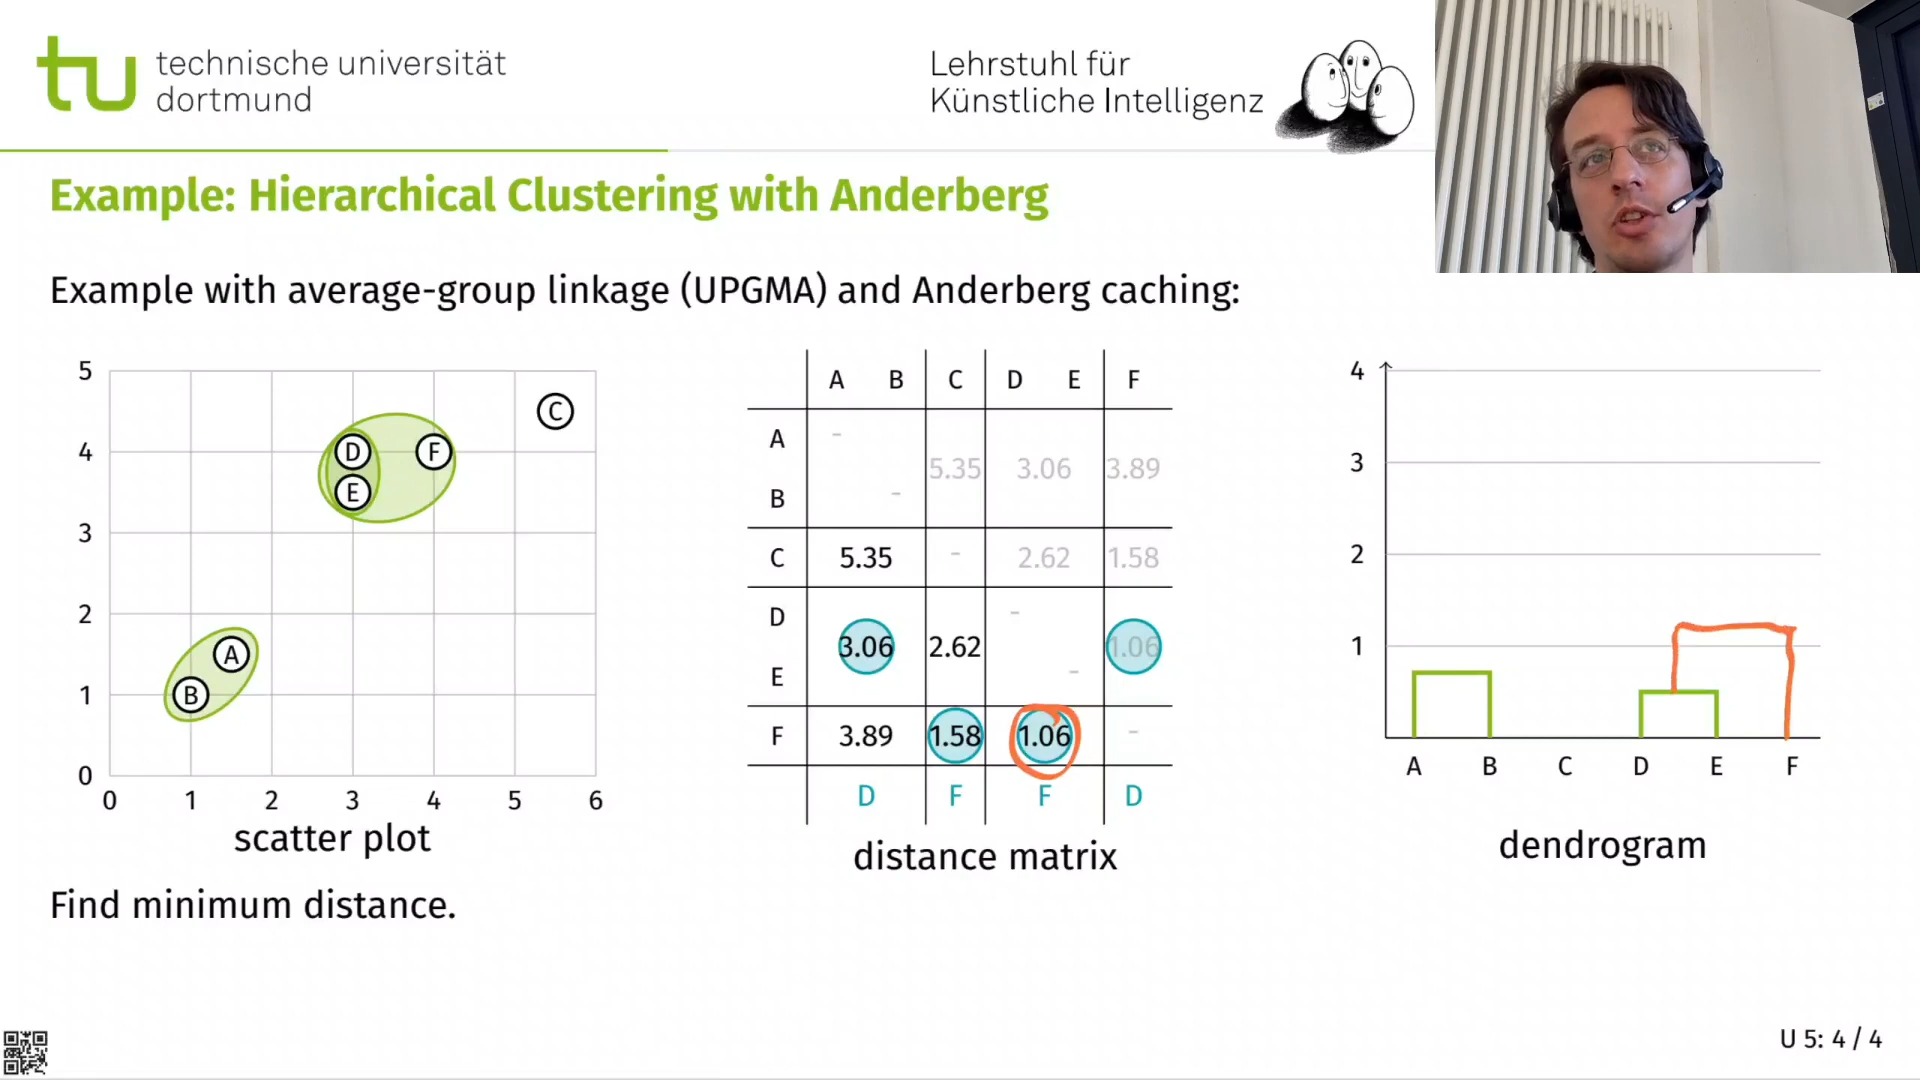 technische universität
dortmund
Lehrstuhl für
Künstliche Intelligenz
Example: Hierarchical Clustering with Anderberg
Example with average-group linkage (UPGMA) and Anderberg caching:
5
4
3
2
1
0
0 1 2 3 4 5 6
C
D F
E
A
B
scatter plot
A B C D E F
A -
5.35 3.06 3.89
B -
C 5.35 - 2.62 1.58
D -
3.06 2.62 1.06
E -
F 3.89 1.58 1.06 -
D F F D
distance matrix
4
3
2
1
A B C D E F
dendrogram
Find minimum distance.
U 5: 4 / 4